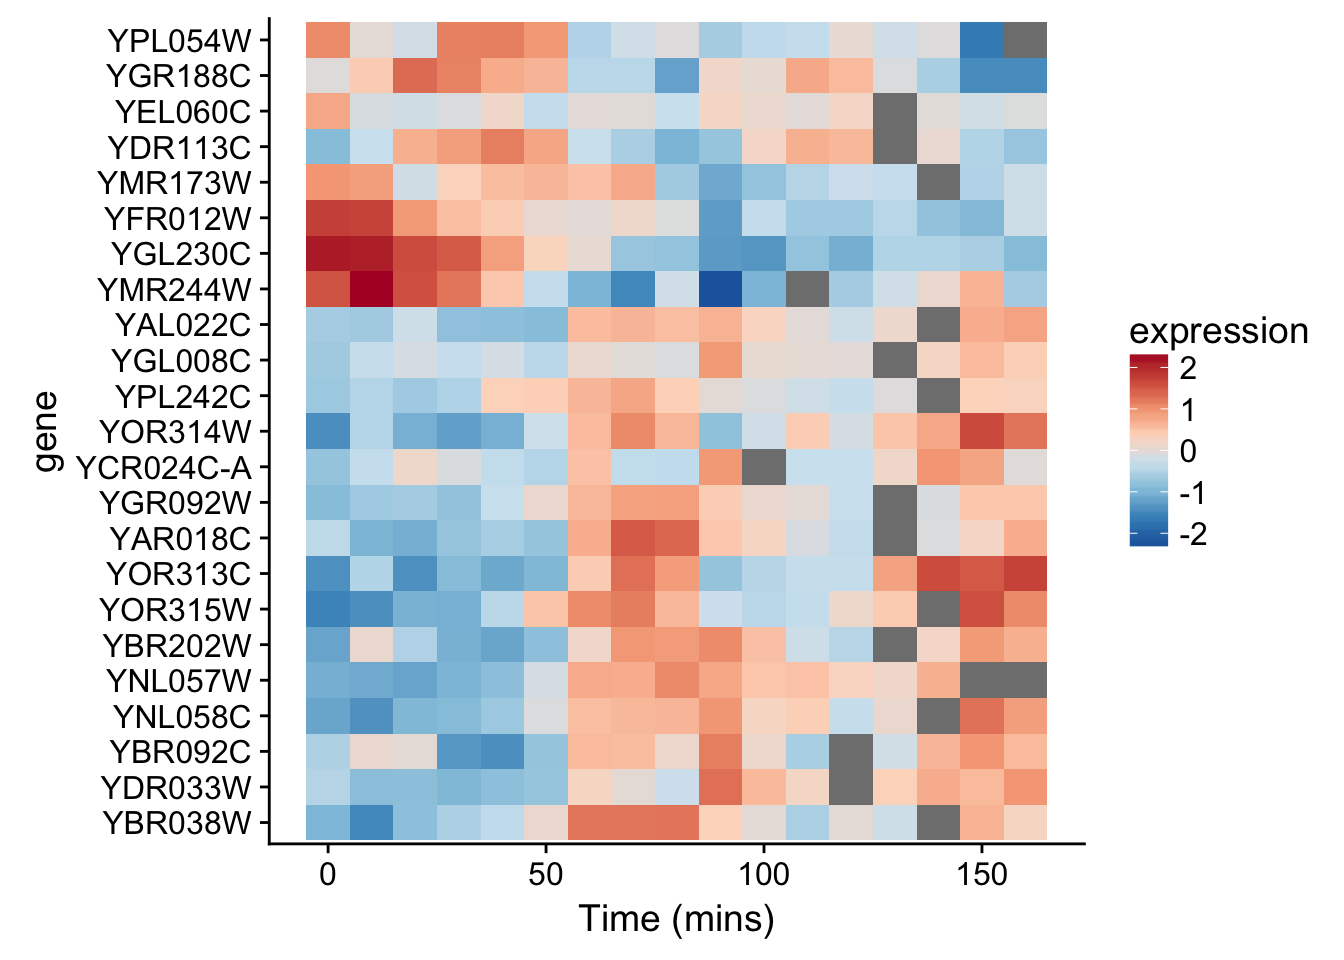 YPL054W
YGR188C
YEL060C
YDR113C
YMR173W
YFR012W
YGL230C
YMR244W
YAL022C
YGL008C
YPL242C
YOR314W
YCR024C-A
YGR092W
YAR018C
YOR313C
YOR315W
YBR202W
YNL057W
YNL058C
YBR092C
YDR033W
YBR038W
gene
0 50 100 150
Time (mins)
expression
2
1
0
-1
-2